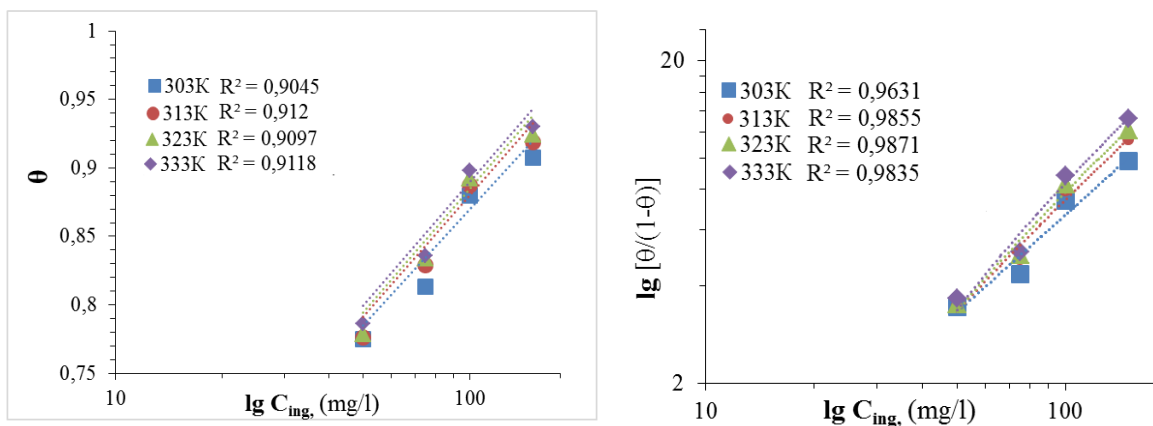 1
0,95
0,9
0,85
0,8
0,75
θ
303K R² = 0,9045
313K R² = 0,912
323K R² = 0,9097
333K R² = 0,9118
10
100
lg C_ing, (mg/l)
20
2
lg [θ/(1-θ)]
303K R² = 0,9631
313K R² = 0,9855
323K R² = 0,9871
333K R² = 0,9835
10
100
lg C_ing, (mg/l)